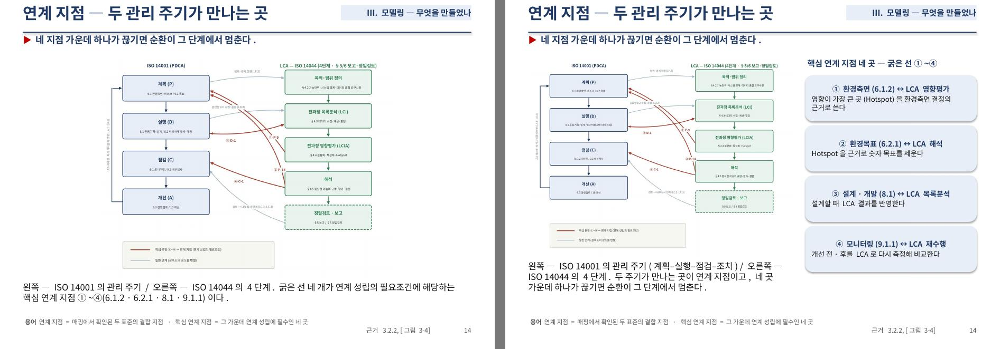 연계 지점 — 두 관리 주기가 만나는 곳
III. 모델링 — 무엇을 만들었나
▶ 네 지점 가운데 하나가 끊기면 순환이 그 단계에서 멈춘다 .
ISO 14001 (PDCA)
LCA — ISO 14044 (4단계 · §5/6 보고·정밀검토)
계획 (P)
6.1 환경측면·리스크 / 6.2 목표
목적·범위 정의
§4.2 기능단위·시스템 경계·데이터 품질 요구사항
실행 (D)
8.1 운용기획·설계 / 8.2 비상사태 대비·대응
전과정 목록분석 (LCI)
§4.3 데이터 수집·계산·할당
① P-9
③ D-1
전과정 영향평가 (LCIA)
§4.4 분류화·특성화·Hotspot
점검 (C)
9.1 모니터링 / 9.2 내부심사
② P-14
④ C-1
해석
§4.5 중요한 이슈의 규명·평가·결론
개선 (A)
9.3 경영검토 / 10 개선
검토 → 내부심사 연계 (LC.2·LC.3)
정밀검토 · 보고
§5 보고 / §6 정밀검토
핵심 문항 ①~④ — 연계 지점 (연계 성립의 필요조건)
일반 연계 (성숙도의 정도를 변별)
왼쪽 — ISO 14001 의 관리 주기 / 오른쪽 — ISO 14044 의 4 단계 . 굵은 선 네 개가 연계 성립의 필요조건에 해당하는
핵심 연계 지점 ① ~④(6.1.2 · 6.2.1 · 8.1 · 9.1.1) 이다 .
용어 연계 지점 = 매핑에서 확인된 두 표준의 결합 지점 · 핵심 연계 지점 = 그 가운데 연계 성립에 필수인 네 곳
근거 3.2.2, [ 그림 3-4]
14
연계 지점 — 두 관리 주기가 만나는 곳
III. 모델링 — 무엇을 만들었나
▶ 네 지점 가운데 하나가 끊기면 순환이 그 단계에서 멈춘다 .
ISO 14001 (PDCA)
LCA — ISO 14044 (4단계 · §5/6 보고·정밀검토)
계획 (P)
6.1 환경측면·리스크 / 6.2 목표
목적·범위 정의
§4.2 기능단위·시스템 경계·데이터 품질 요구사항
실행 (D)
8.1 운용기획·설계 / 8.2 비상사태 대비·대응
전과정 목록분석 (LCI)
§4.3 데이터 수집·계산·할당
① P-9
③ D-1
전과정 영향평가 (LCIA)
§4.4 분류화·특성화·Hotspot
점검 (C)
9.1 모니터링 / 9.2 내부심사
② P-14
④ C-1
해석
§4.5 중요한 이슈의 규명·평가·결론
개선 (A)
9.3 경영검토 / 10 개선
검토 → 내부심사 연계 (LC.2·LC.3)
정밀검토 · 보고
§5 보고 / §6 정밀검토
핵심 문항 ①~④ — 연계 지점 (연계 성립의 필요조건)
일반 연계 (성숙도의 정도를 변별)
핵심 연계 지점 네 곳 — 굵은 선 ① ~④
① 환경측면 (6.1.2) ↔ LCA 영향평가
영향이 가장 큰 곳 (Hotspot) 을 환경측면 결정의
근거로 쓴다
② 환경목표 (6.2.1) ↔ LCA 해석
Hotspot 을 근거로 숫자 목표를 세운다
③ 설계 · 개발 (8.1) ↔ LCA 목록분석
설계할 때 LCA 결과를 반영한다
④ 모니터링 (9.1.1) ↔ LCA 재수행
개선 전 · 후를 LCA 로 다시 측정해 비교한다
왼쪽 — ISO 14001 의 관리 주기 ( 계획–실행–점검–조치 ) / 오른쪽 —
ISO 14044 의 4 단계 . 두 주기가 만나는 곳이 연계 지점이고 , 네 곳
가운데 하나가 끊기면 순환이 그 단계에서 멈춘다 .
용어 연계 지점 = 매핑에서 확인된 두 표준의 결합 지점 · 핵심 연계 지점 = 그 가운데 연계 성립에 필수인 네 곳
근거 3.2.2, [ 그림 3-4]
14